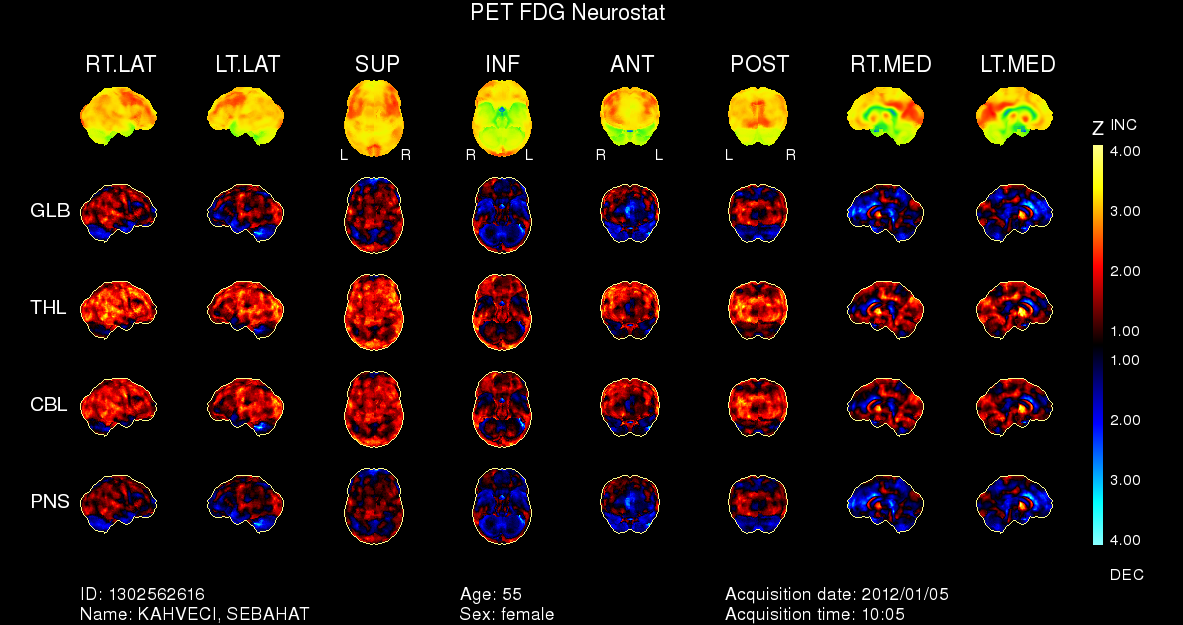 PET FDG Neurostat
RT.LAT LT.LAT SUP INF ANT POST RT.MED LT.MED
Z INC
L R R L R L L R
4.00
3.00
GLB
2.00
THL
1.00
1.00
CBL
2.00
3.00
PNS
4.00
DEC
ID: 1302562616 Age: 55 Acquisition date: 2012/01/05
Name: KAHVECI, SEBAHAT Sex: female Acquisition time: 10:05